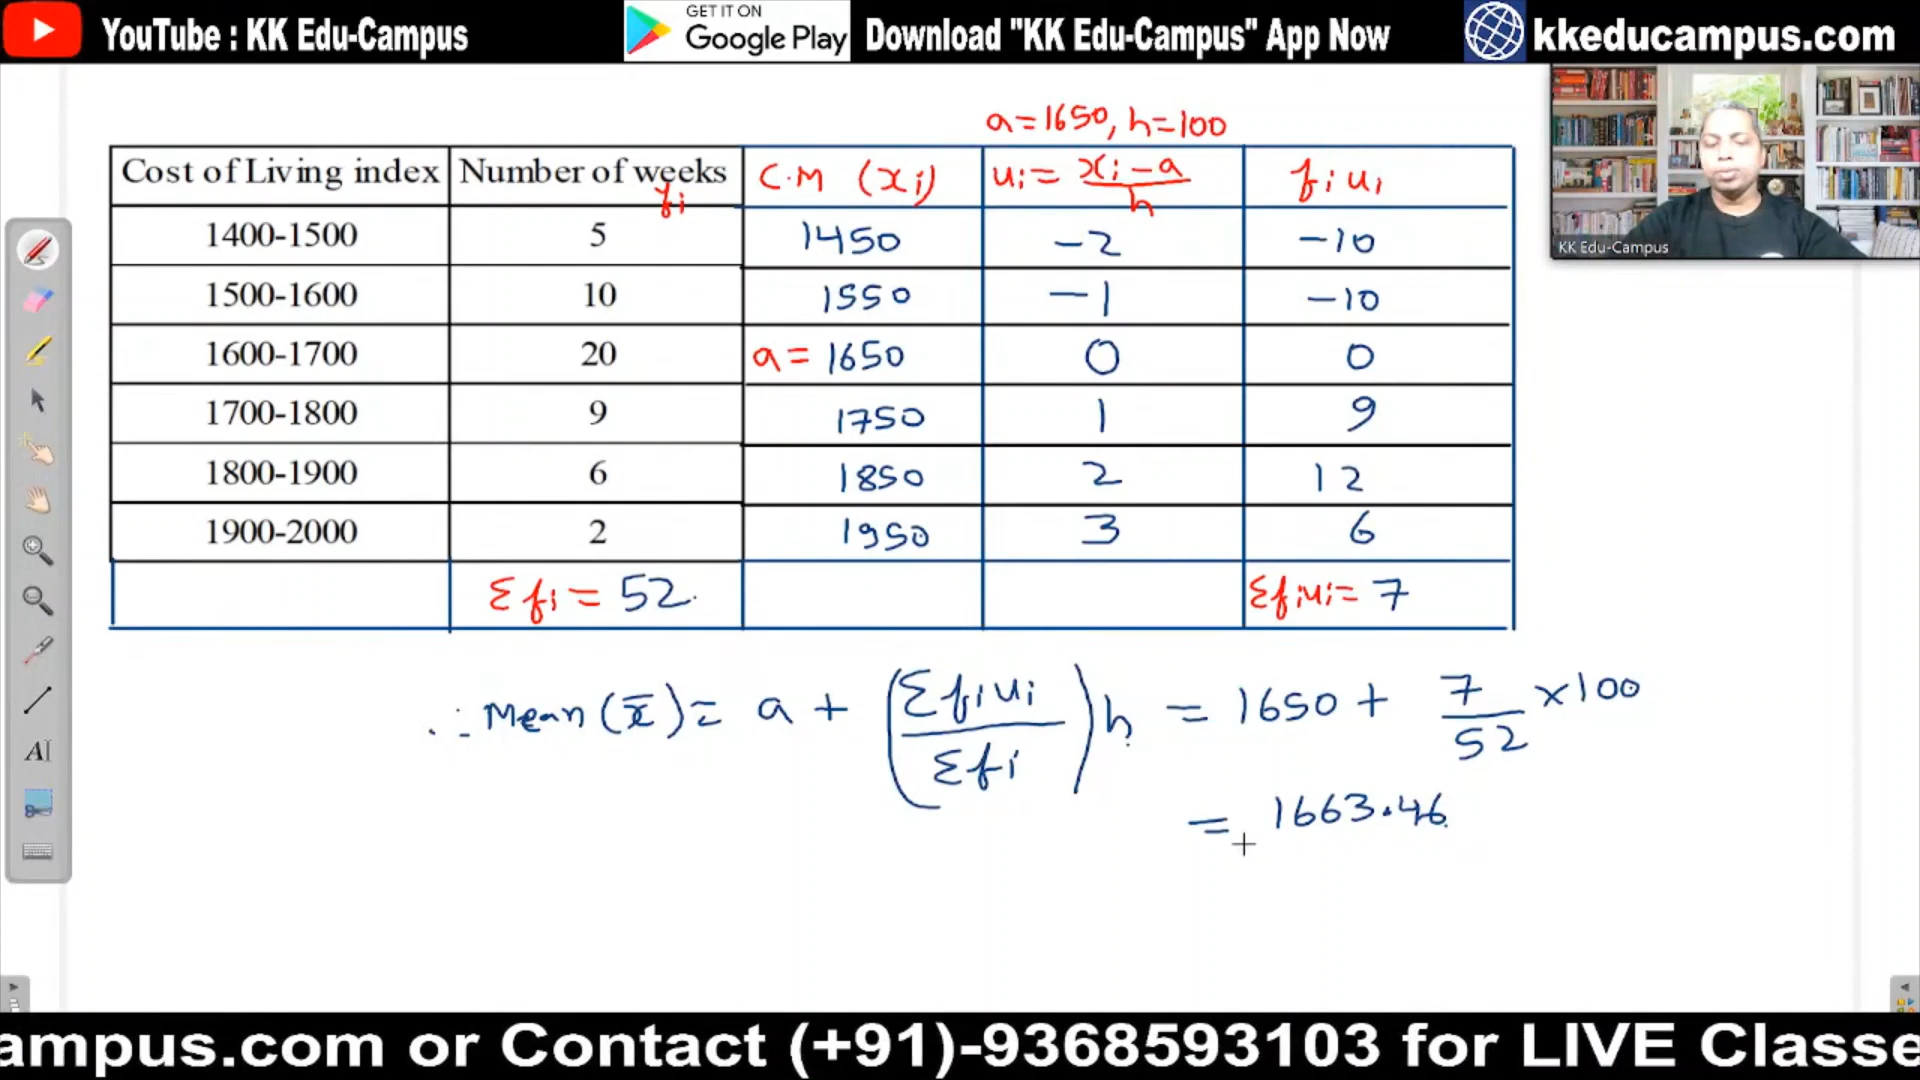 YouTube : KK Edu-Campus
GET IT ON
Google Play
Download "KK Edu-Campus" App Now
kkeducampus.com
KK Edu-Campus
a=1650, h=100
Cost of Living index Number of weeks fi C.M (xi) ui = xi-a/h fiui
1400-1500 5 1450 -2 -10
1500-1600 10 1550 -1 -10
1600-1700 20 a = 1650 0 0
1700-1800 9 1750 1 9
1800-1900 6 1850 2 12
1900-2000 2 1950 3 6
Σfi = 52 Σfiui = 7
∴ Mean (x̄) = a + (Σfiui/Σfi) h = 1650 + 7/52 × 100
= 1663.46
AI
ampus.com or Contact (+91)-9368593103 for LIVE Classe